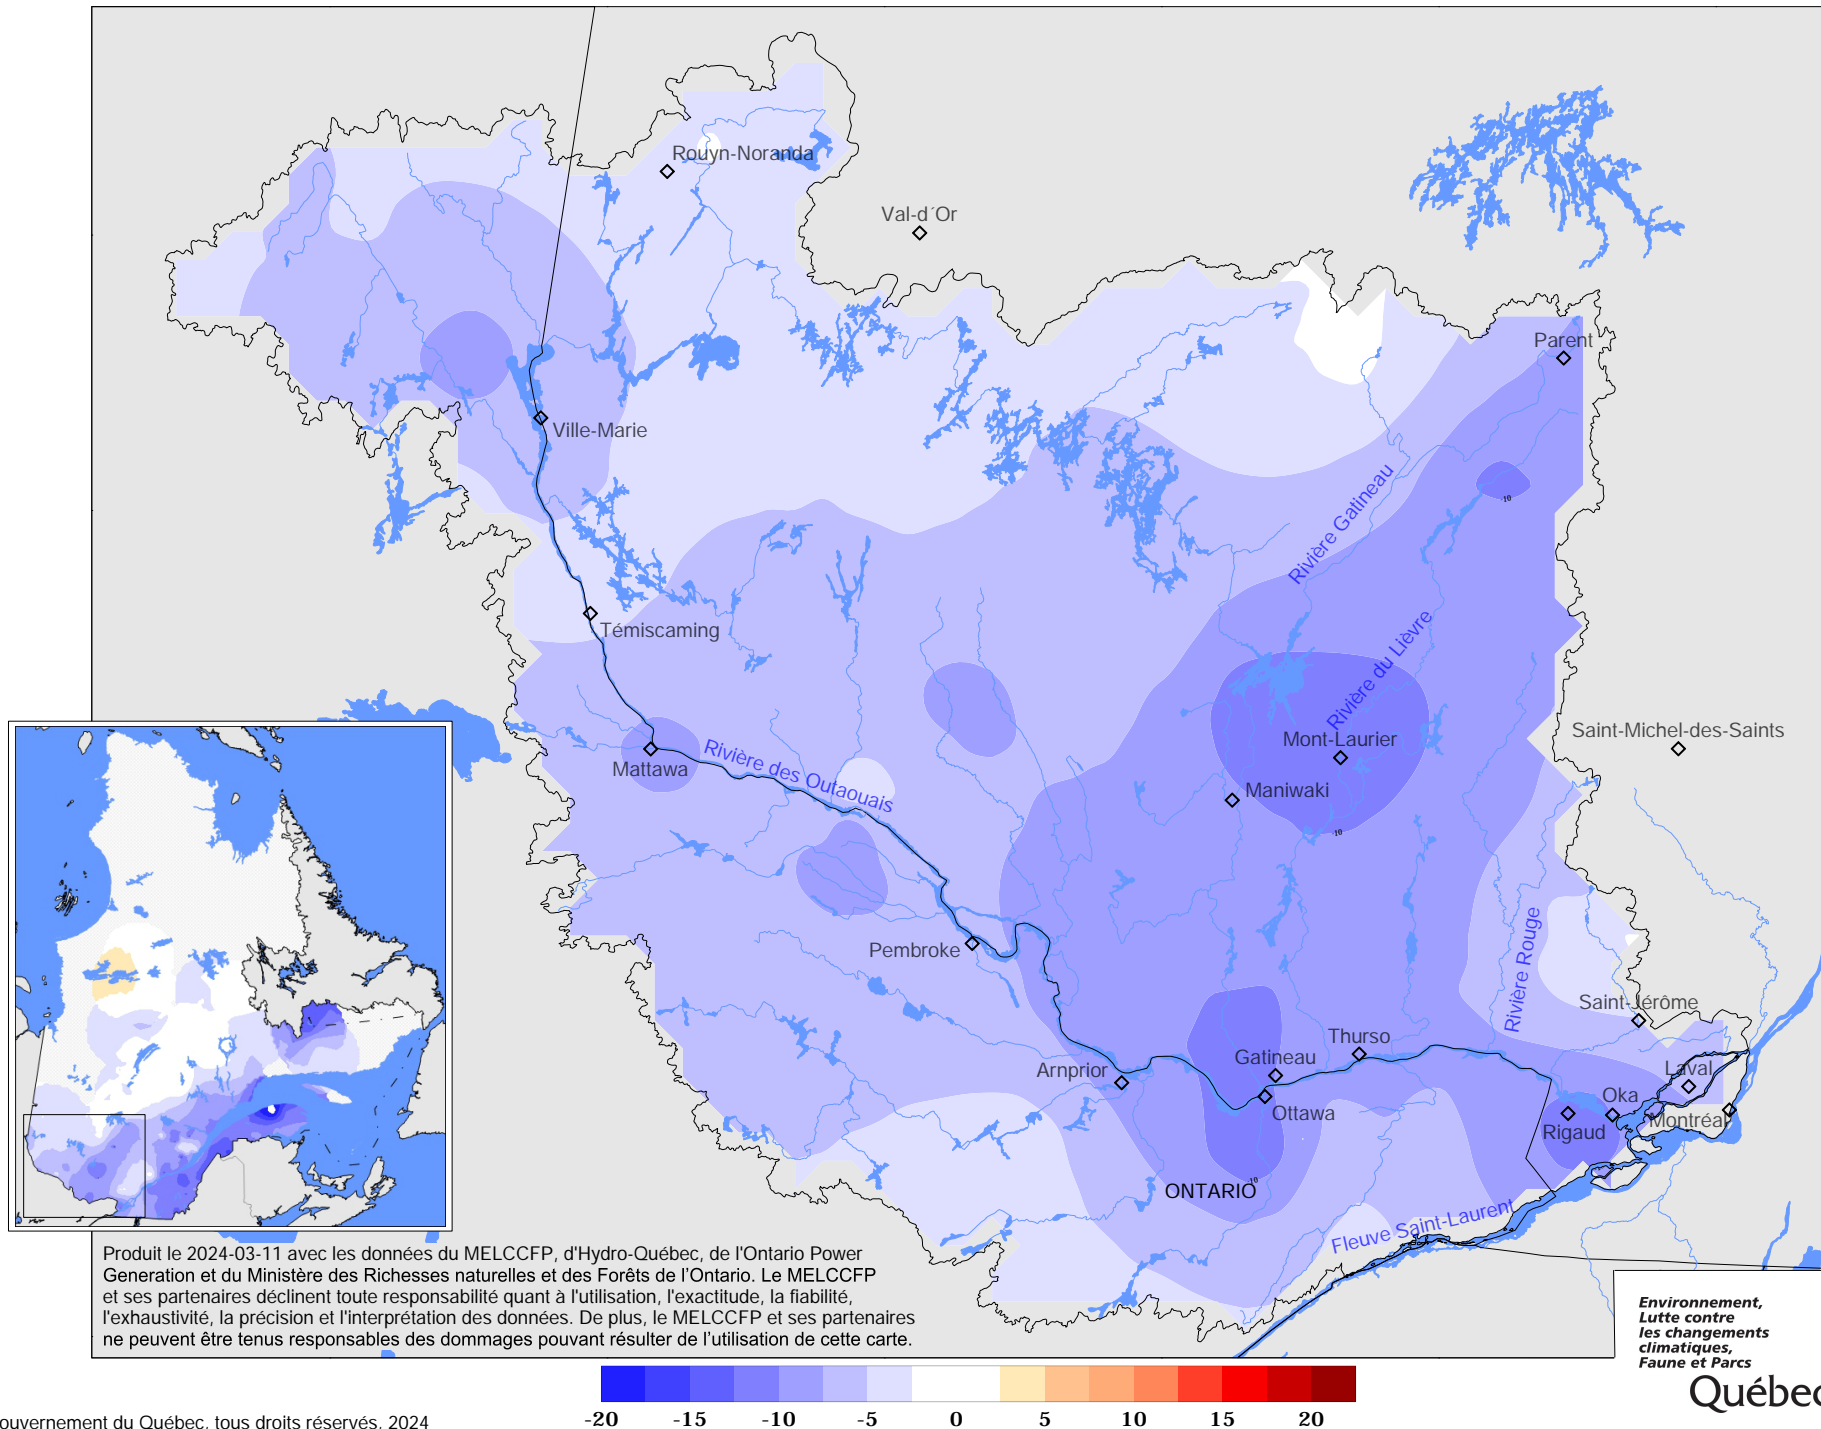 Rouyn-Noranda
Val-d´Or
Parent
Ville-Marie
-10
Rivière Gatineau
Rivière du Lièvre
Témiscaming
Saint-Michel-des-Saints
Mont-Laurier
Mattawa
Rivière des Outaouais
Maniwaki
-10
Pembroke
Rivière Rouge
Saint-Jérôme
Thurso
Gatineau
Arnprior
Laval
Oka
Ottawa
Montréal
Rigaud
-10
ONTARIO
Fleuve Saint-Laurent
Produit le 2024-03-11 avec les données du MELCCFP, d'Hydro-Québec, de l'Ontario Power
Generation et du Ministère des Richesses naturelles et des Forêts de l'Ontario. Le MELCCFP
et ses partenaires déclinent toute responsabilité quant à l'utilisation, l'exactitude, la fiabilité,
l'exhaustivité, la précision et l'interprétation des données. De plus, le MELCCFP et ses partenaires
ne peuvent être tenus responsables des dommages pouvant résulter de l'utilisation de cette carte.
Environnement,
Lutte contre
les changements
climatiques,
Faune et Parcs
Québec
-20 -15 -10 -5 0 5 10 15 20
ouvernement du Québec, tous droits réservés, 2024